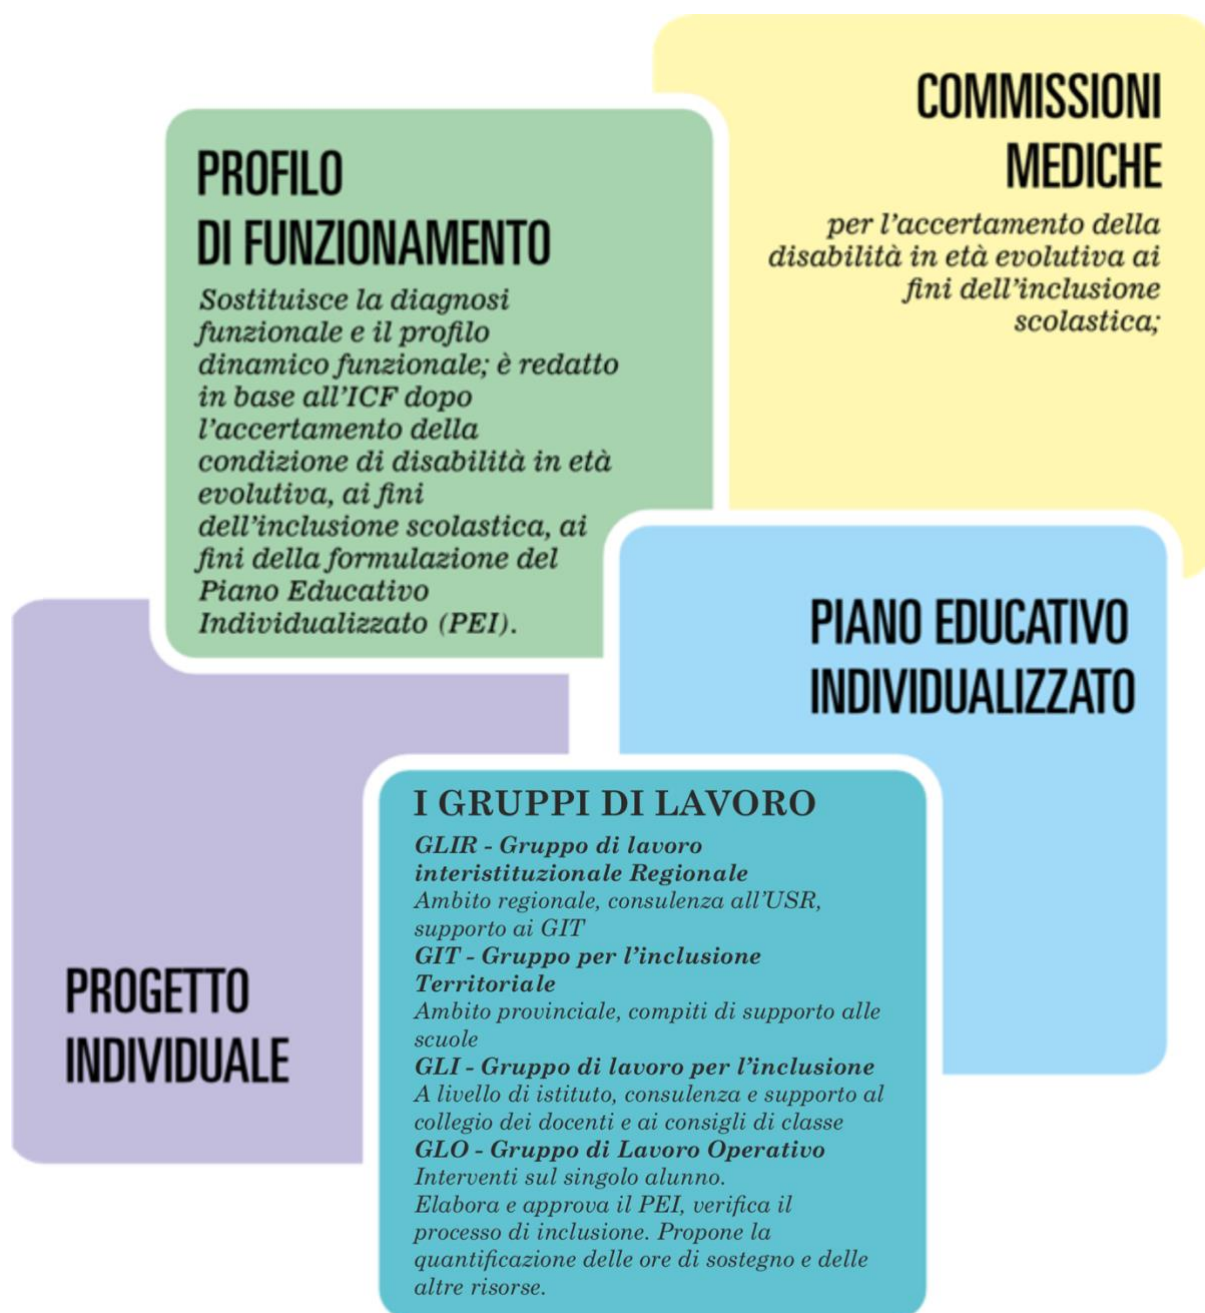 COMMISSIONI
MEDICHE
per l’accertamento della
disabilità in età evolutiva ai
fini dell’inclusione
scolastica;
PROFILO
DI FUNZIONAMENTO
Sostituisce la diagnosi
funzionale e il profilo
dinamico funzionale; è redatto
in base all’ICF dopo
l’accertamento della
condizione di disabilità in età
evolutiva, ai fini
dell’inclusione scolastica, ai
fini della formulazione del
Piano Educativo
Individualizzato (PEI).
PIANO EDUCATIVO
INDIVIDUALIZZATO
PROGETTO
INDIVIDUALE
I GRUPPI DI LAVORO
GLIR - Gruppo di lavoro
interistituzionale Regionale
Ambito regionale, consulenza all’USR,
supporto ai GIT
GIT - Gruppo per l’inclusione
Territoriale
Ambito provinciale, compiti di supporto alle
scuole
GLI - Gruppo di lavoro per l’inclusione
A livello di istituto, consulenza e supporto al
collegio dei docenti e ai consigli di classe
GLO - Gruppo di Lavoro Operativo
Interventi sul singolo alunno.
Elabora e approva il PEI, verifica il
processo di inclusione. Propone la
quantificazione delle ore di sostegno e delle
altre risorse.